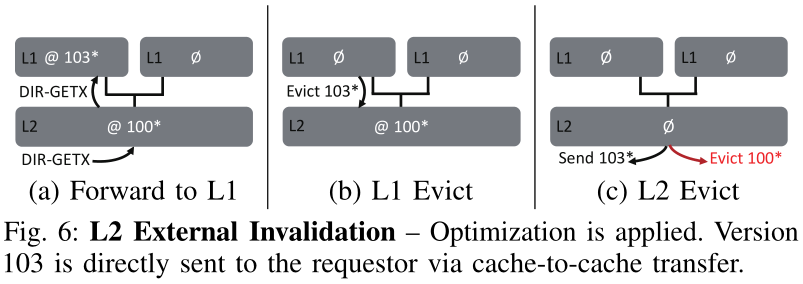 L1 @ 103* L1 Ø
DIR-GETX
L2 @ 100*
DIR-GETX
(a) Forward to L1
L1 Ø L1 Ø
Evict 103*
L2 @ 100*
(b) L1 Evict
L1 Ø L1 Ø
L2 Ø
Send 103* Evict 100*
(c) L2 Evict
Fig. 6: L2 External Invalidation – Optimization is applied. Version
103 is directly sent to the requestor via cache-to-cache transfer.